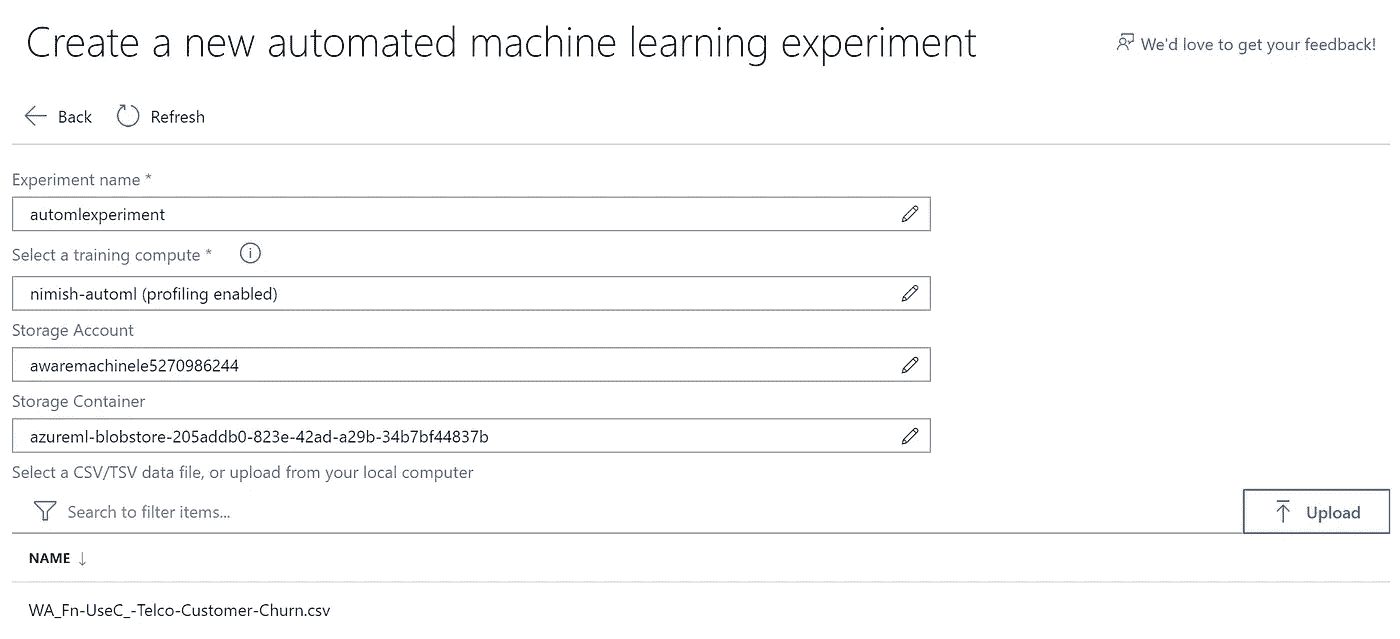 Create a new automated machine learning experiment
We'd love to get your feedback!
Back Refresh
Experiment name *
automlexperiment
Select a training compute *
nimish-automl (profiling enabled)
Storage Account
awaremachinele5270986244
Storage Container
azureml-blobstore-205addb0-823e-42ad-a29b-34b7bf44837b
Select a CSV/TSV data file, or upload from your local computer
Search to filter items...
Upload
NAME ↓
WA_Fn-UseC_-Telco-Customer-Churn.csv